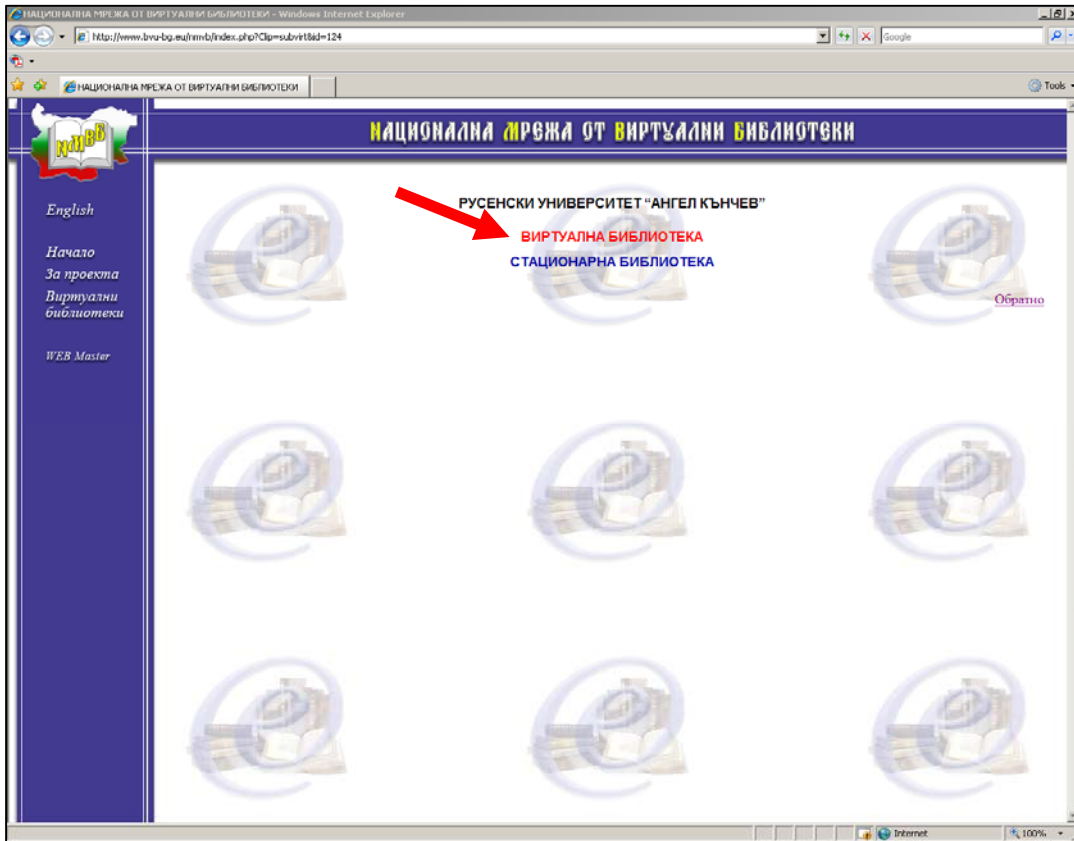 НАЦИОНАЛНА МРЕЖА ОТ ВИРТУАЛНИ БИБЛИОТЕКИ - Windows Internet Explorer
http://www.bvu-bg.eu/nmvb/index.php?Clip=subvirt&id=124
Google
НАЦИОНАЛНА МРЕЖА ОТ ВИРТУАЛНИ БИБЛИОТЕКИ
Tools
НМВБ
НАЦИОНАЛНА МРЕЖА ОТ ВИРТУАЛНИ БИБЛИОТЕКИ
English
Начало
За проекта
Виртуални
библиотеки
WEB Master
РУСЕНСКИ УНИВЕРСИТЕТ “АНГЕЛ КЪНЧЕВ”
ВИРТУАЛНА БИБЛИОТЕКА
СТАЦИОНАРНА БИБЛИОТЕКА
Обратно
Internet
100%